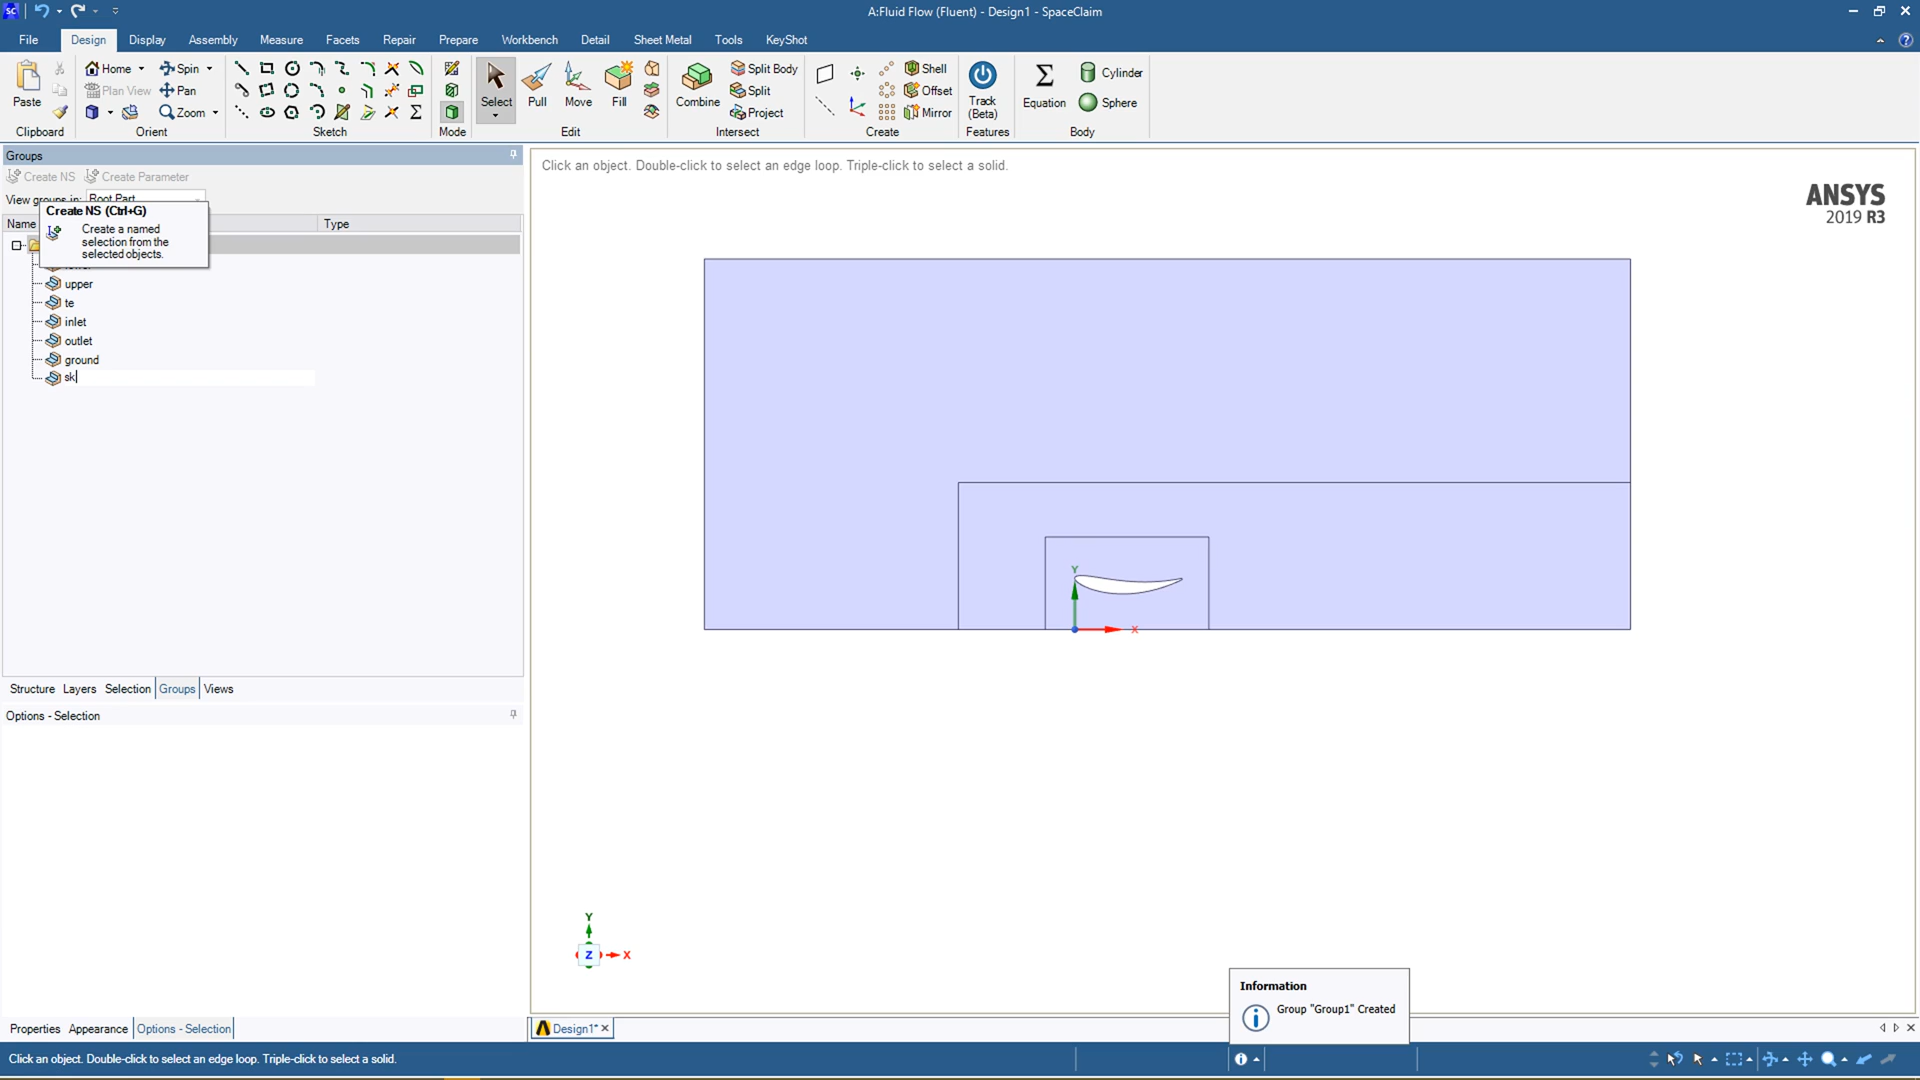 SC
A:Fluid Flow (Fluent) - Design1 - SpaceClaim
File Design Display Assembly Measure Facets Repair Prepare Workbench Detail Sheet Metal Tools KeyShot
Paste
Clipboard
Home
Spin
Plan View
Pan
Zoom
Orient
Sketch
Mode
Select
Pull
Move
Fill
Edit
Combine
Split Body
Split
Project
Intersect
Shell
Offset
Mirror
Create
Track
(Beta)
Features
Equation
Cylinder
Sphere
Body
Groups
Create NS Create Parameter
View groups in: Root Part
Create NS (Ctrl+G)
Create a named
selection from the
selected objects.
Name Type
upper
te
inlet
outlet
ground
sk
Structure Layers Selection Groups Views
Options - Selection
Click an object. Double-click to select an edge loop. Triple-click to select a solid.
ANSYS
2019 R3
Y
X
Y
Z
X
Information
Group "Group1" Created
Properties Appearance Options - Selection
Design1*
Click an object. Double-click to select an edge loop. Triple-click to select a solid.